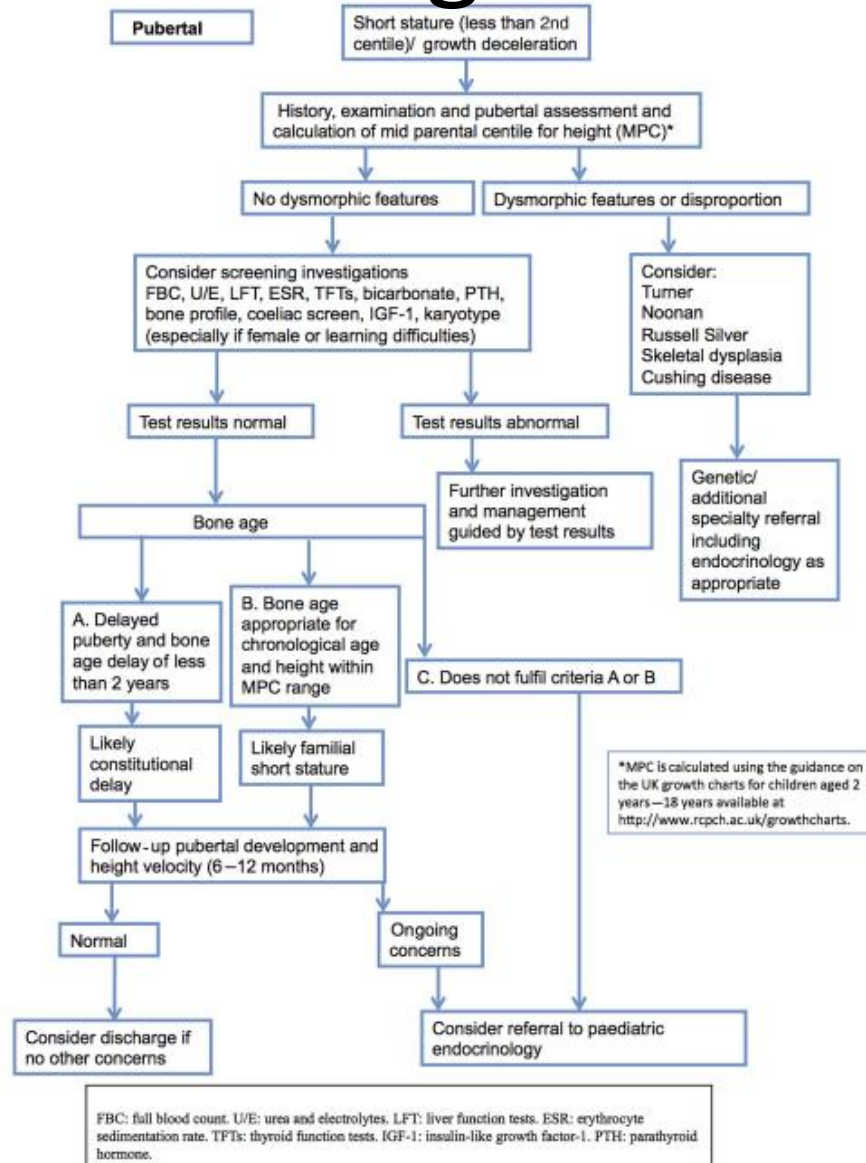 Pubertal
Short stature (less than 2nd
centile)/ growth deceleration
History, examination and pubertal assessment and
calculation of mid parental centile for height (MPC)*
No dysmorphic features
Dysmorphic features or disproportion
Consider screening investigations
FBC, U/E, LFT, ESR, TFTs, bicarbonate, PTH,
bone profile, coeliac screen, IGF-1, karyotype
(especially if female or learning difficulties)
Consider:
Turner
Noonan
Russell Silver
Skeletal dysplasia
Cushing disease
Test results normal
Test results abnormal
Further investigation
and management
guided by test results
Genetic/
additional
specialty referral
including
endocrinology as
appropriate
Bone age
A. Delayed
puberty and bone
age delay of less
than 2 years
B. Bone age
appropriate for
chronological age
and height within
MPC range
C. Does not fulfil criteria A or B
Likely
constitutional
delay
Likely familial
short stature
*MPC is calculated using the guidance on
the UK growth charts for children aged 2
years—18 years available at
http://www.rcpch.ac.uk/growthcharts.
Follow-up pubertal development and
height velocity (6–12 months)
Normal
Ongoing
concerns
Consider discharge if
no other concerns
Consider referral to paediatric
endocrinology
FBC: full blood count. U/E: urea and electrolytes. LFT: liver function tests. ESR: erythrocyte
sedimentation rate. TFTs: thyroid function tests. IGF-1: insulin-like growth factor-1. PTH: parathyroid
hormone.